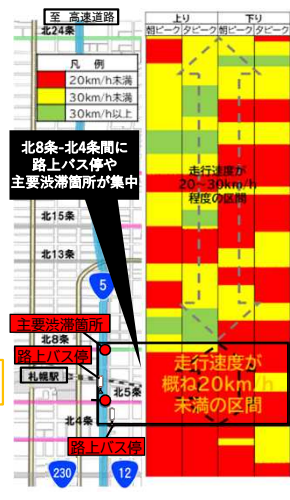 至 高速道路
北24条
上り
下り
朝ピーク
夕ピーク
朝ピーク
夕ピーク
凡 例
20km/h未満
30km/h未満
30km/h以上
北8条-北4条間に
路上バス停や
主要渋滞箇所が集中
走行速度が
20~30km/h
程度の区間
北15条
北13条
5
主要渋滞箇所
北8条
路上バス停
札幌駅
北5条
北4条
路上バス停
走行速度が
概ね20km/h
未満の区間
230
12